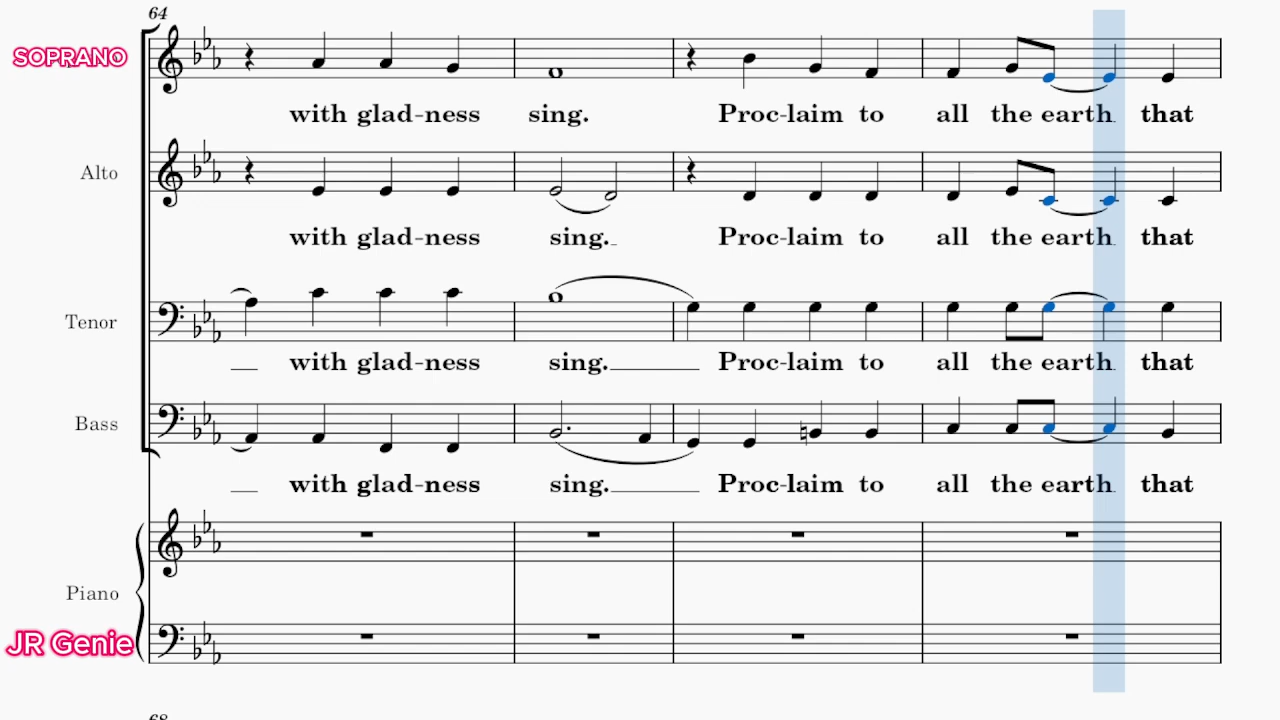 64
SOPRANO
with glad-ness sing. Proc-laim to all the earth that
Alto
with glad-ness sing. Proc-laim to all the earth that
Tenor
with glad-ness sing. Proc-laim to all the earth that
Bass
with glad-ness sing. Proc-laim to all the earth that
Piano
JR Genie
68